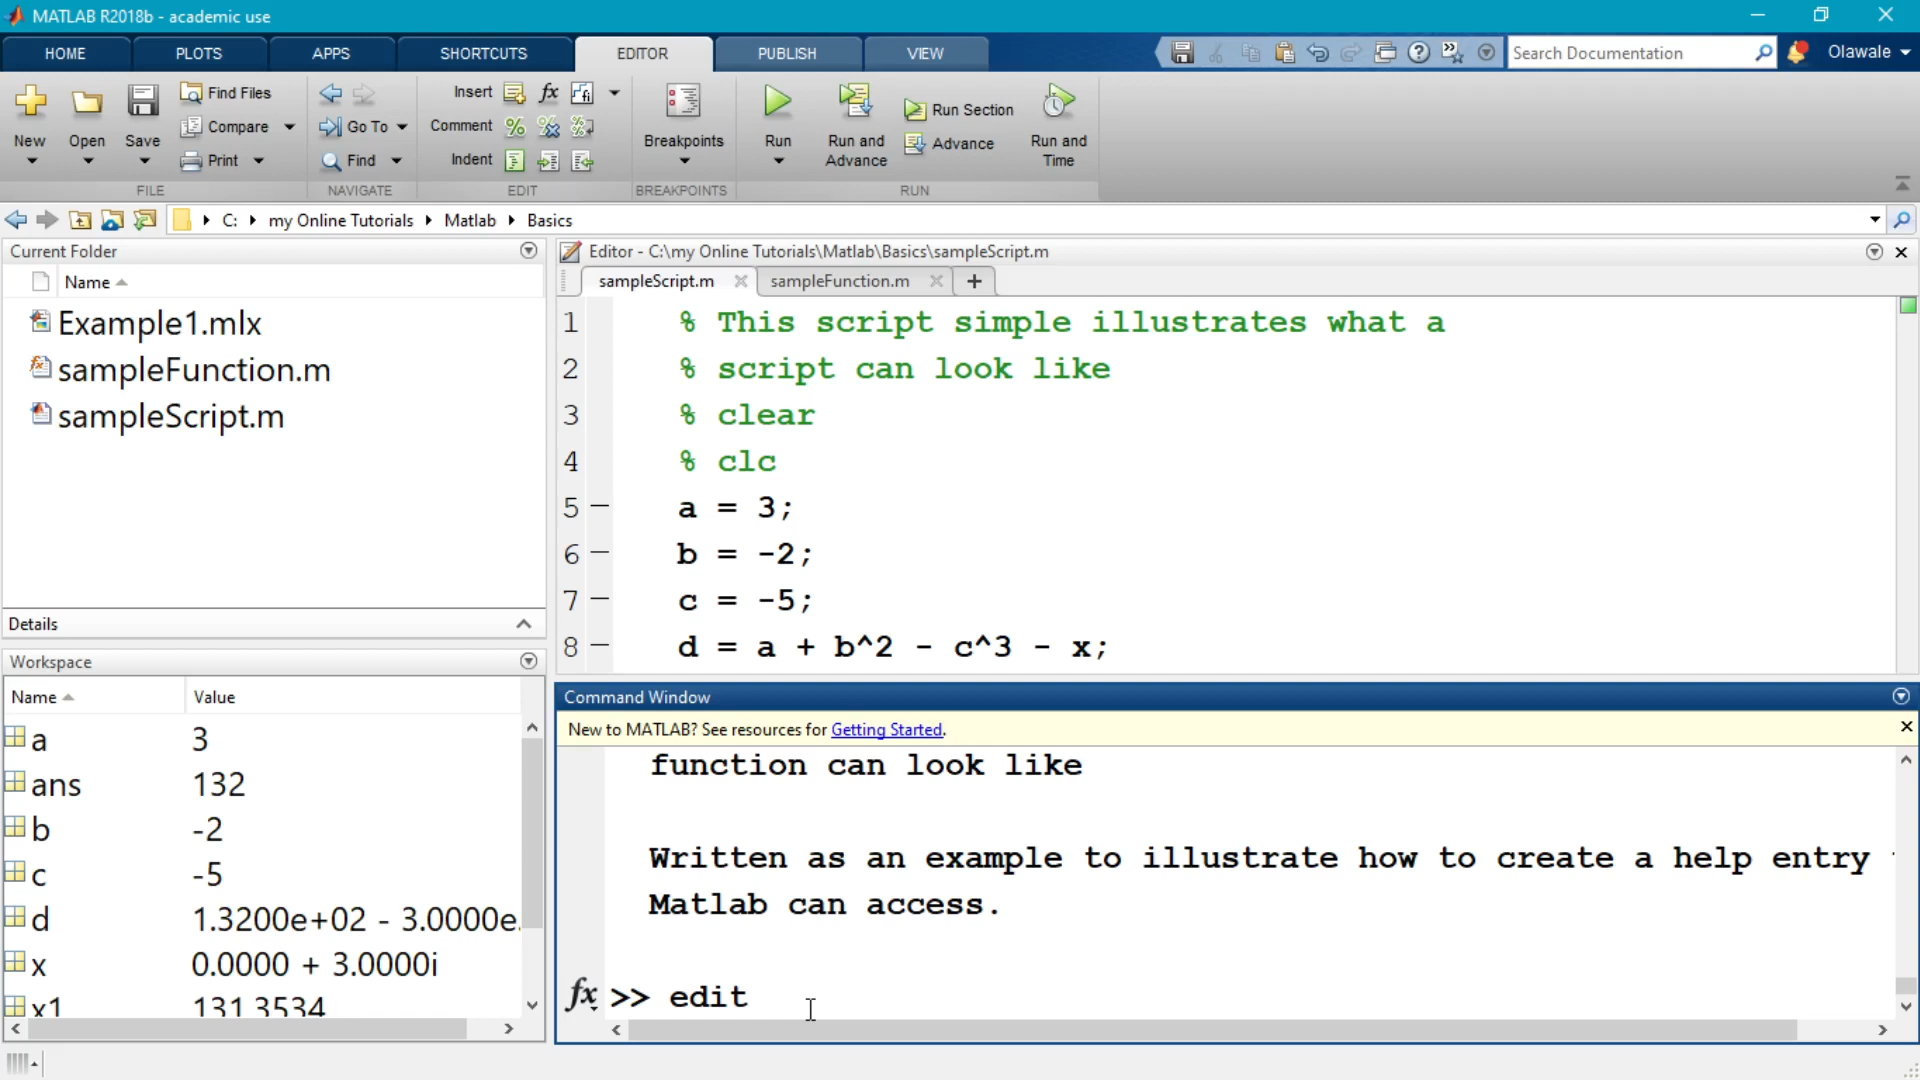 MATLAB R2018b - academic use
HOME PLOTS APPS SHORTCUTS EDITOR PUBLISH VIEW Search Documentation Olawale
New Open Save Find Files Compare Print
Go To Find
Insert Comment Indent
Breakpoints
Run Run and Advance Run Section Advance Run and Time
FILE NAVIGATE EDIT BREAKPOINTS RUN
C: my Online Tutorials Matlab Basics
Current Folder
Name
Example1.mlx
sampleFunction.m
sampleScript.m
Details
Workspace
Name Value
a 3
ans 132
b -2
c -5
d 1.3200e+02 - 3.0000e
x 0.0000 + 3.0000i
x1 131.3534
Editor - C:\my Online Tutorials\Matlab\Basics\sampleScript.m
sampleScript.m sampleFunction.m +
1 % This script simple illustrates what a
2 % script can look like
3 % clear
4 % clc
5 – a = 3;
6 – b = -2;
7 – c = -5;
8 – d = a + b^2 - c^3 - x;
Command Window
New to MATLAB? See resources for Getting Started.
function can look like
Written as an example to illustrate how to create a help entry
Matlab can access.
fx >> edit